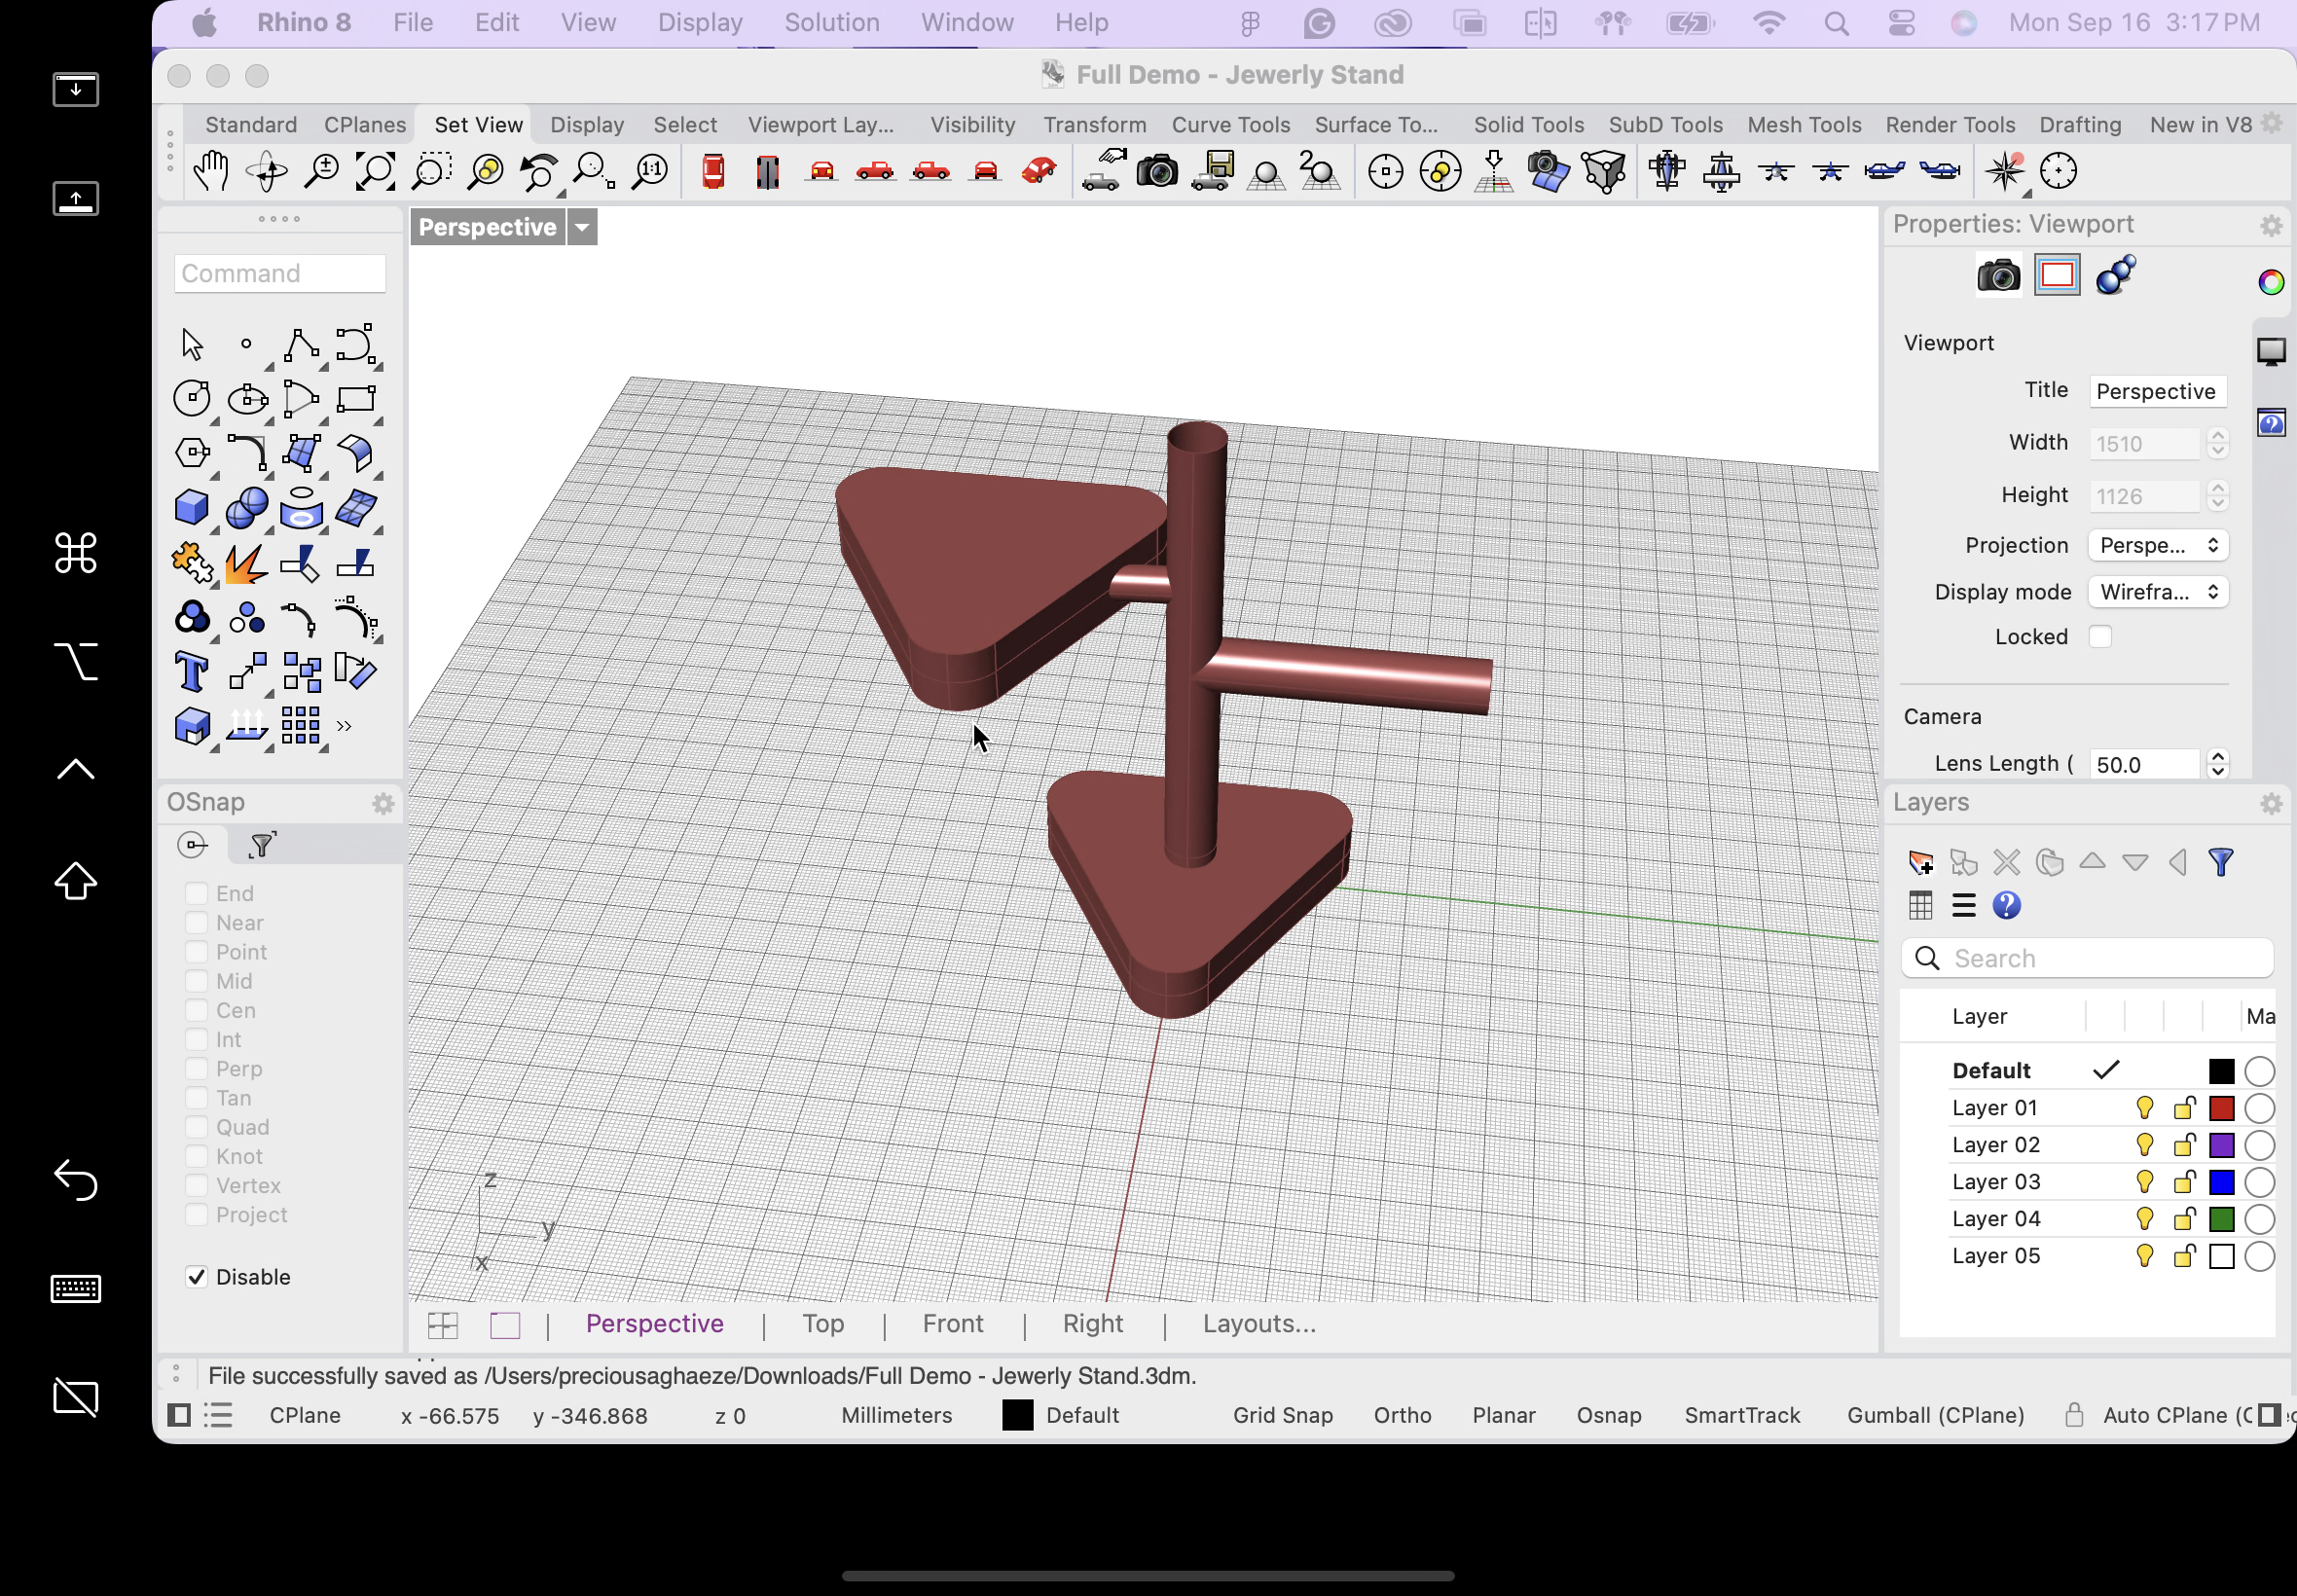 Rhino 8 File Edit View Display Solution Window Help Mon Sep 16 3:17 PM
Full Demo - Jewerly Stand
Standard CPlanes Set View Display Select Viewport Lay... Visibility Transform Curve Tools Surface To... Solid Tools SubD Tools Mesh Tools Render Tools Drafting New in V8
1:1
2
Perspective
Command
Properties: Viewport
Viewport
Title Perspective
Width 1510
Height 1126
Projection Perspe...
Display mode Wirefra...
Locked
Camera
Lens Length ( 50.0
OSnap
End
Near
Point
Mid
Cen
Int
Perp
Tan
Quad
Knot
Vertex
Project
Disable
z
y
x
Layers
Search
Layer Ma
Default
Layer 01
Layer 02
Layer 03
Layer 04
Layer 05
Perspective | Top | Front | Right | Layouts...
File successfully saved as /Users/preciousaghaeze/Downloads/Full Demo - Jewerly Stand.3dm.
CPlane x -66.575 y -346.868 z 0 Millimeters Default Grid Snap Ortho Planar Osnap SmartTrack Gumball (CPlane) Auto CPlane (C